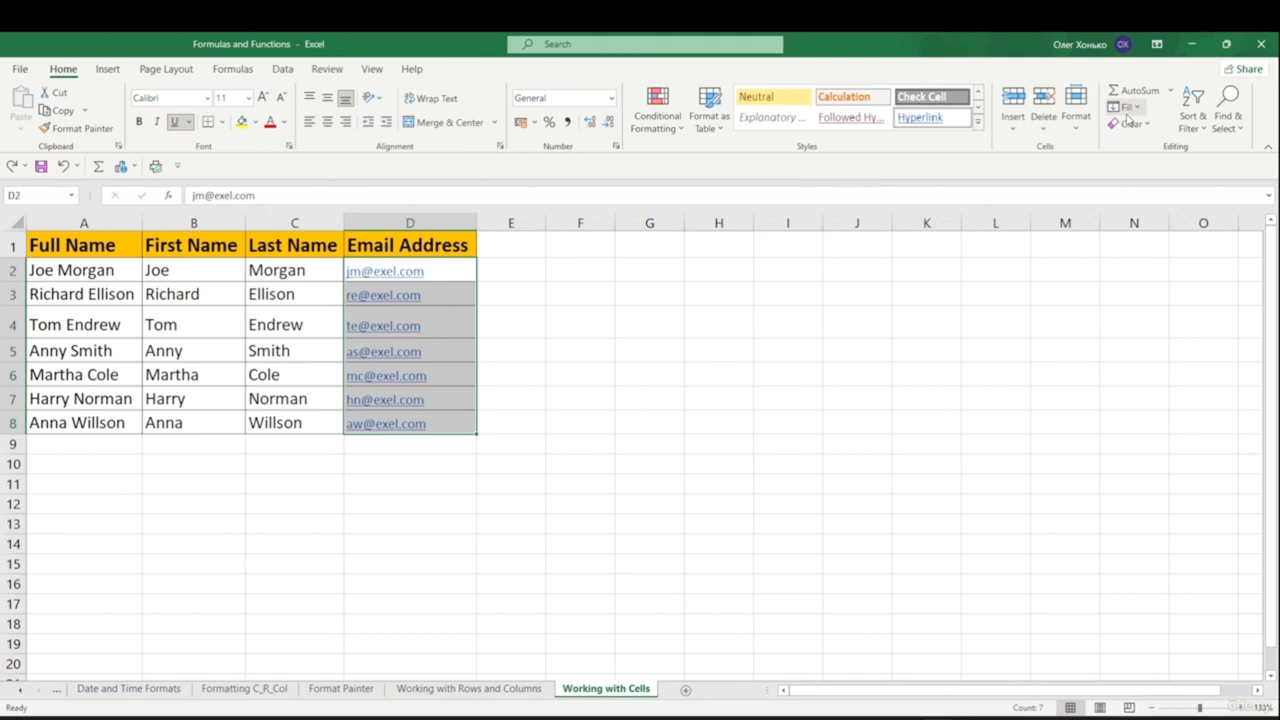 Formulas and Functions - Excel
Search
Олег Хонько
OX
File Home Insert Page Layout Formulas Data Review View Help
Share
Paste
Cut
Copy
Format Painter
Calibri
11
Wrap Text
Merge & Center
General
Conditional Formatting
Format as Table
Neutral
Calculation
Check Cell
Explanatory ...
Followed Hy...
Hyperlink
Insert
Delete
Format
AutoSum
Fill
Clear
Sort & Filter
Find & Select
Clipboard
Font
Alignment
Number
Styles
Cells
Editing
D2
jm@exel.com
A B C D E F G H I J K L M N O
1 Full Name First Name Last Name Email Address
2 Joe Morgan Joe Morgan jm@exel.com
3 Richard Ellison Richard Ellison re@exel.com
4 Tom Endrew Tom Endrew te@exel.com
5 Anny Smith Anny Smith as@exel.com
6 Martha Cole Martha Cole mc@exel.com
7 Harry Norman Harry Norman hn@exel.com
8 Anna Willson Anna Willson aw@exel.com
9
10
11
12
13
14
15
16
17
18
19
20
... Date and Time Formats Formatting C_R_Col Format Painter Working with Rows and Columns Working with Cells
Ready
Count: 7